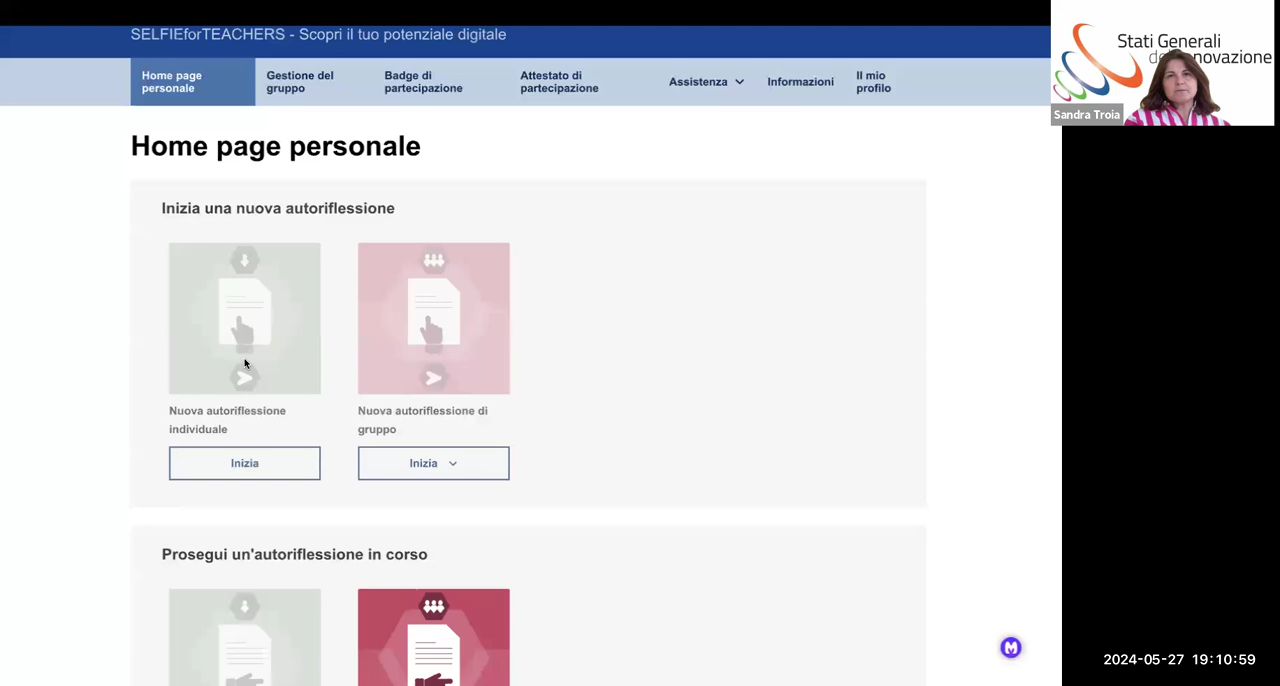 SELFIEforTEACHERS - Scopri il tuo potenziale digitale
Home page
personale
Gestione del
gruppo
Badge di
partecipazione
Attestato di
partecipazione
Assistenza
Informazioni
Il mio
profilo
Stati Generali
novazione
Sandra Troia
Home page personale
Inizia una nuova autoriflessione
Nuova autoriflessione
individuale
Nuova autoriflessione di
gruppo
Inizia
Inizia
Prosegui un'autoriflessione in corso
2024-05-27 19:10:59